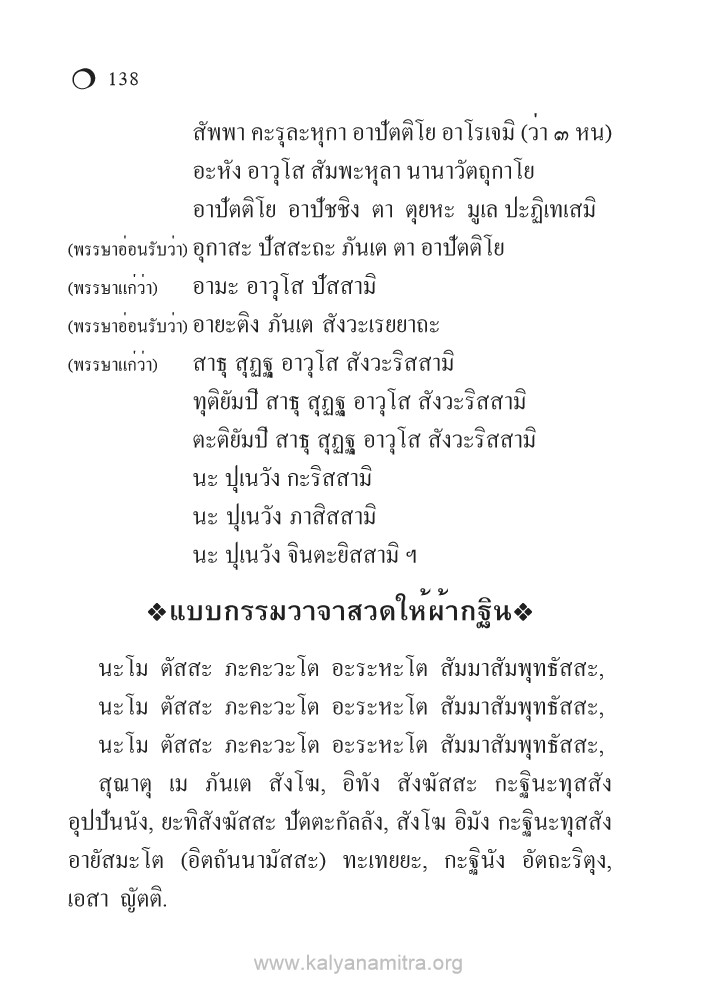 138
สัพพา คะรุละหุกา อาปัตติโย อาโรเจมิ (ว่า ๓ หน)
อะหัง อาวุโส สัมพะหุลา นานาวัตถุกาโย
อาปัตติโย อาปัชชิง ตา ตุยหะ มูเล ปะฏิเทเสมิ
(พรรษาอ่อนรับว่า) อุกาสะ ปัสสะถะ ภันเต ตา อาปัตติโย
(พรรษาแก่ว่า) อามะ อาวุโส ปัสสามิ
(พรรษาอ่อนรับว่า) อายะติง ภันเต สังวะเรยยาถะ
(พรรษาแก่ว่า) สาธุ สุฏฐุ อาวุโส สังวะริสสามิ
ทุติยัมปี สาธุ สุฏฐุ อาวุโส สังวะริสสามิ
ตะติยัมปี สาธุ สุฏฐุ อาวุโส สังวะริสสามิ
นะ ปุเนวัง กะริสสามิ
นะ ปุเนวัง ภาสิสสามิ
นะ ปุเนวัง จินตะยิสสามิ ฯ
❖แบบกรรมวาจาสวดให้ผ้ากฐิน❖
นะโม ตัสสะ ภะคะวะโต อะระหะโต สัมมาสัมพุทธัสสะ,
นะโม ตัสสะ ภะคะวะโต อะระหะโต สัมมาสัมพุทธัสสะ,
นะโม ตัสสะ ภะคะวะโต อะระหะโต สัมมาสัมพุทธัสสะ,
สุณาตุ เม ภันเต สังโฆ, อิทัง สังฆัสสะ กะฐินะทุสสัง
อุปปันนัง, ยะทิสังฆัสสะ ปัตตะกัลลัง, สังโฆ อิมัง กะฐินะทุสสัง
อายัสมะโต (อิตถันนามัสสะ) ทะเทยยะ, กะฐินัง อัตถะริตุง,
เอสา ญัตติ.
www.kalyanamitra.org